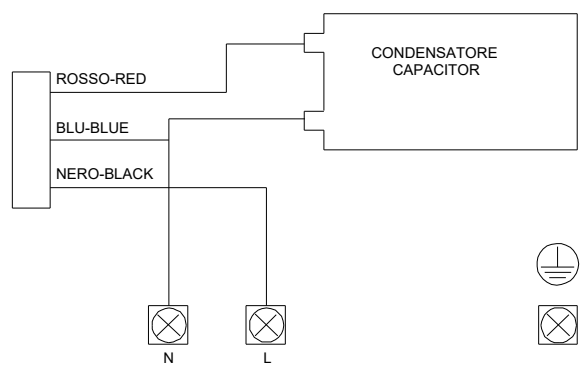 CONDENSATORE
CAPACITOR
ROSSO-RED
BLU-BLUE
NERO-BLACK
N
L